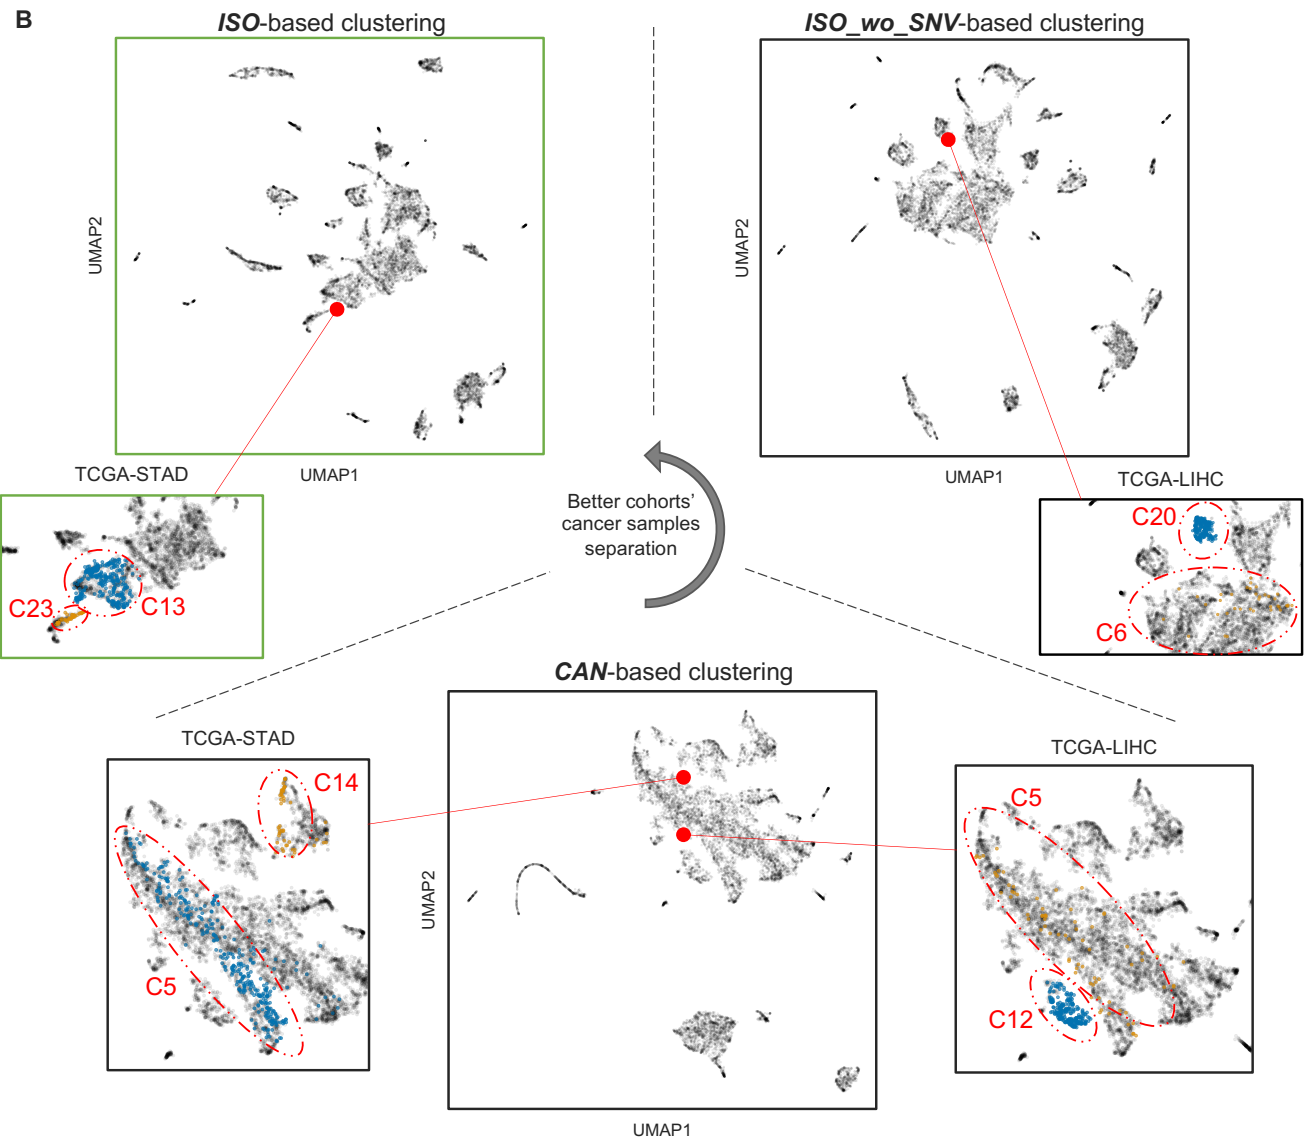 B
ISO-based clustering
ISO_wo_SNV-based clustering
UMAP2
UMAP2
UMAP1
UMAP1
TCGA-STAD
TCGA-LIHC
C23
C13
Better cohorts’
cancer samples
separation
C20
C6
CAN-based clustering
TCGA-STAD
TCGA-LIHC
C14
C5
UMAP2
C5
C12
UMAP1